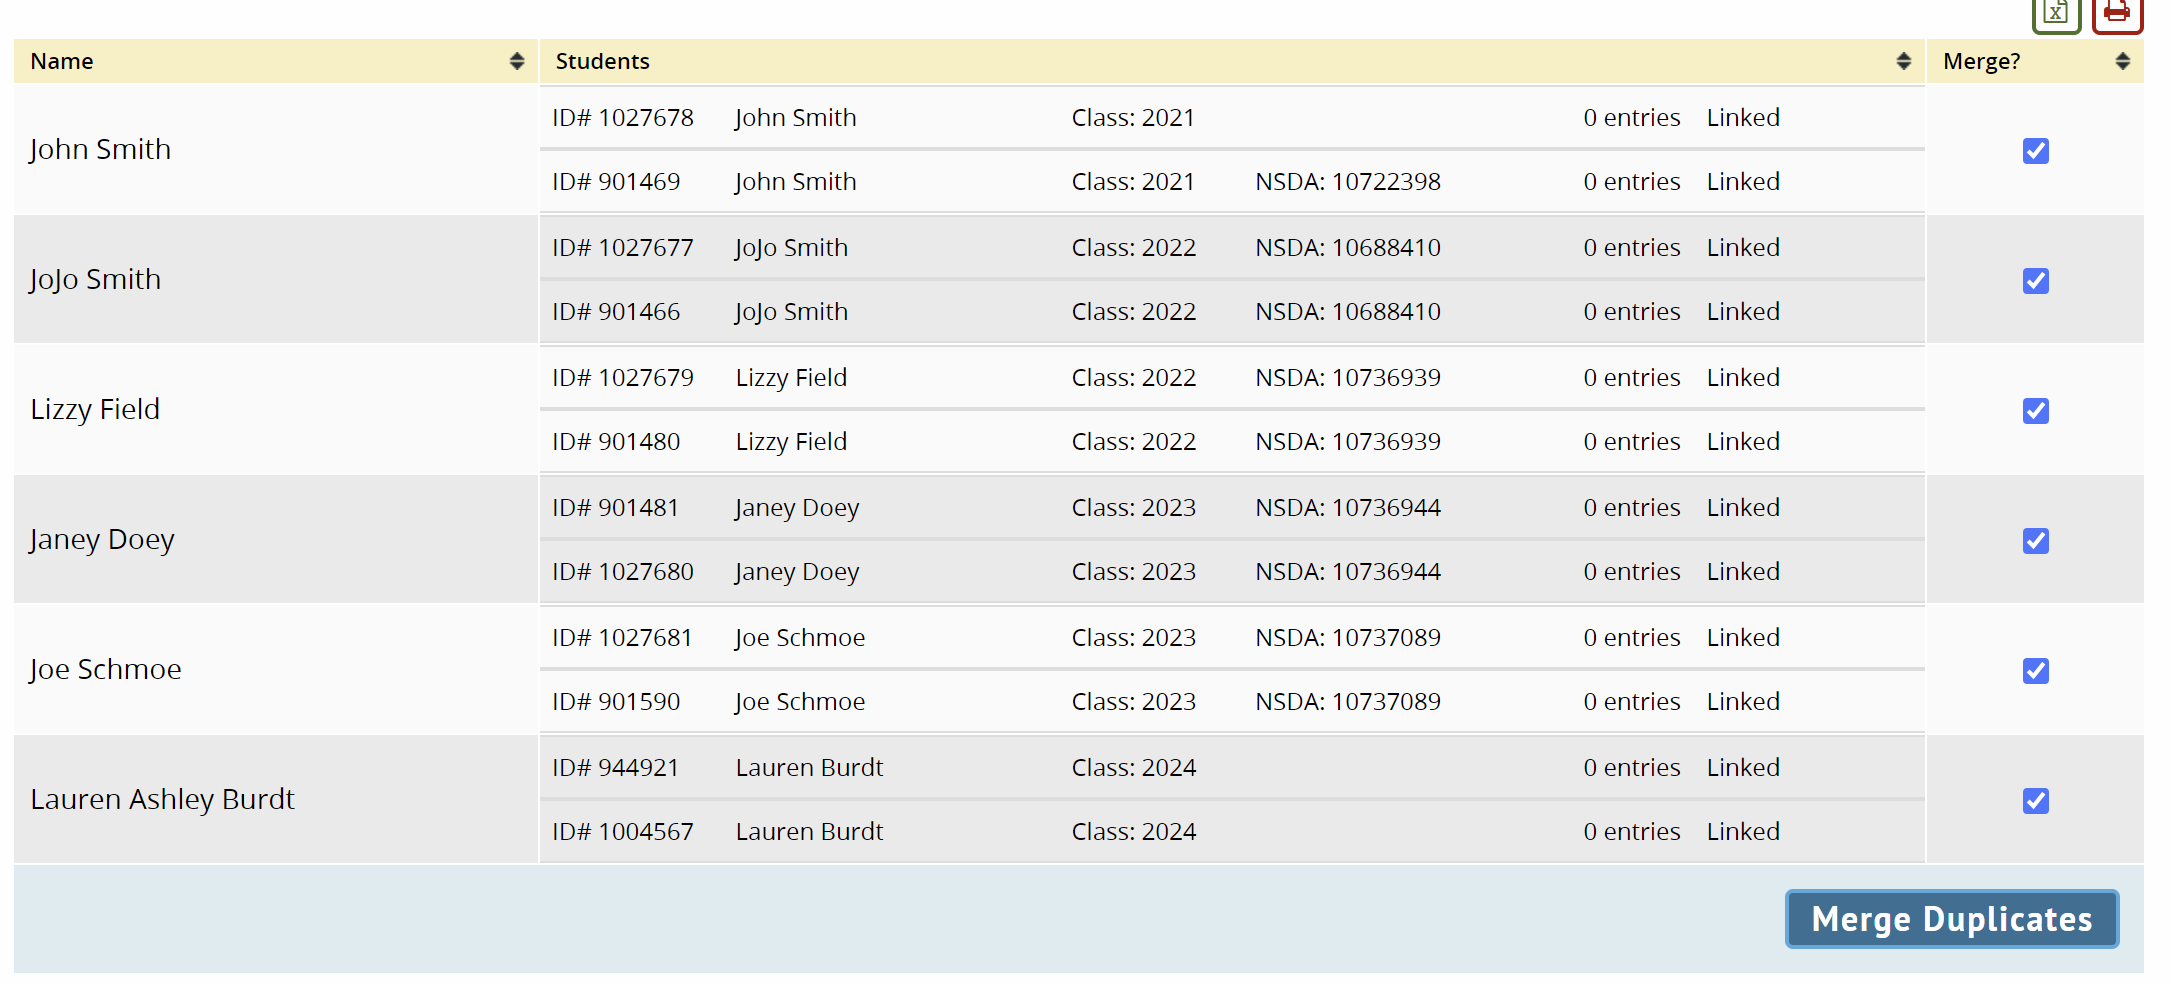 Name Students Merge?
John Smith
ID# 1027678 John Smith Class: 2021 0 entries Linked
ID# 901469 John Smith Class: 2021 NSDA: 10722398 0 entries Linked
JoJo Smith
ID# 1027677 JoJo Smith Class: 2022 NSDA: 10688410 0 entries Linked
ID# 901466 JoJo Smith Class: 2022 NSDA: 10688410 0 entries Linked
Lizzy Field
ID# 1027679 Lizzy Field Class: 2022 NSDA: 10736939 0 entries Linked
ID# 901480 Lizzy Field Class: 2022 NSDA: 10736939 0 entries Linked
Janey Doey
ID# 901481 Janey Doey Class: 2023 NSDA: 10736944 0 entries Linked
ID# 1027680 Janey Doey Class: 2023 NSDA: 10736944 0 entries Linked
Joe Schmoe
ID# 1027681 Joe Schmoe Class: 2023 NSDA: 10737089 0 entries Linked
ID# 901590 Joe Schmoe Class: 2023 NSDA: 10737089 0 entries Linked
Lauren Ashley Burdt
ID# 944921 Lauren Burdt Class: 2024 0 entries Linked
ID# 1004567 Lauren Burdt Class: 2024 0 entries Linked
Merge Duplicates